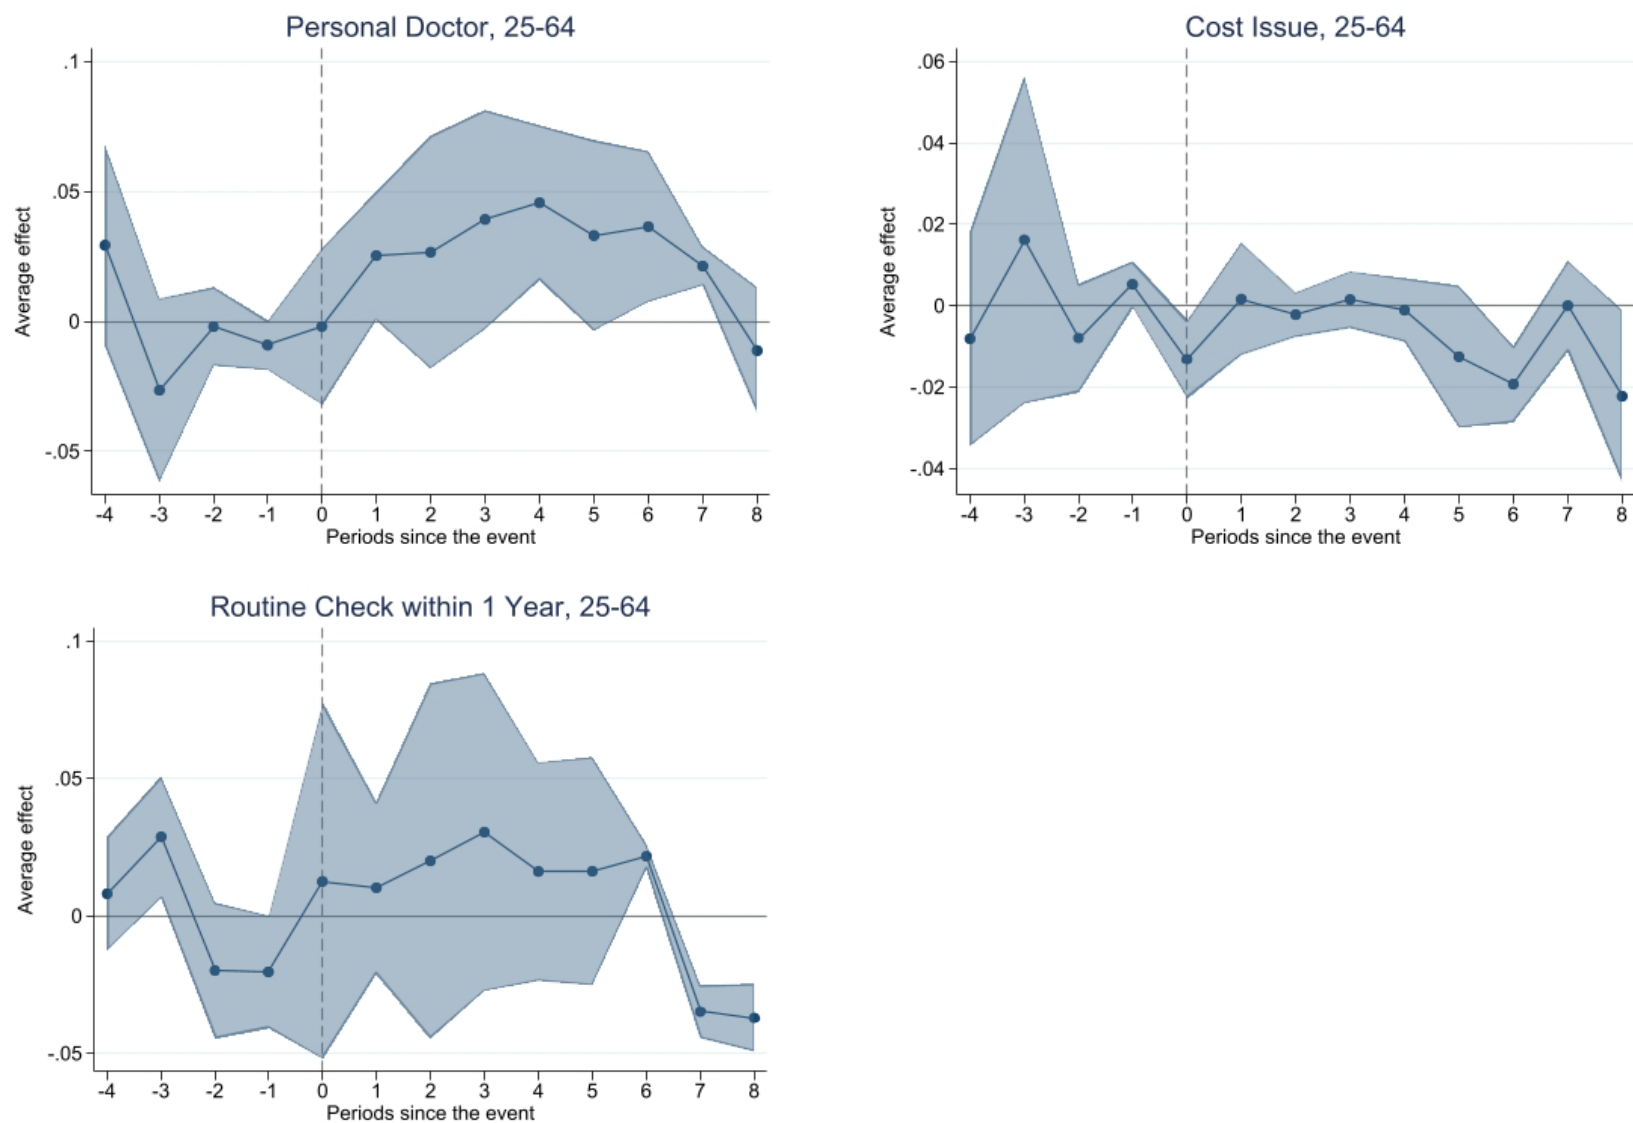 Personal Doctor, 25-64
Average effect
.1
.05
0
-.05
-4 -3 -2 -1 0 1 2 3 4 5 6 7 8
Periods since the event
Cost Issue, 25-64
Average effect
.06
.04
.02
0
-.02
-.04
-4 -3 -2 -1 0 1 2 3 4 5 6 7 8
Periods since the event
Routine Check within 1 Year, 25-64
Average effect
.1
.05
0
-.05
-4 -3 -2 -1 0 1 2 3 4 5 6 7 8
Periods since the event